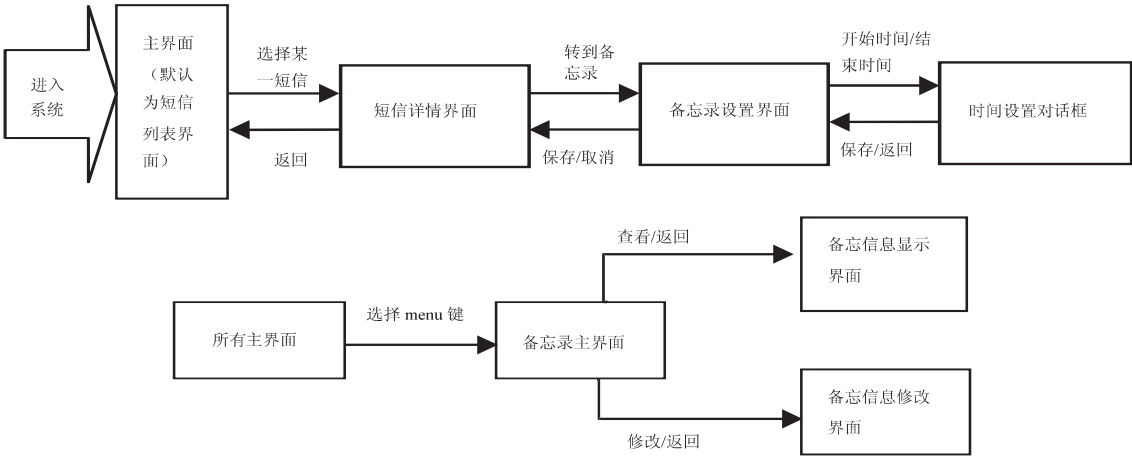 进入
系统
主界面
（默认
为短信
列表界
面）
选择某
一短信
返回
短信详情界面
转到备
忘录
保存/取消
备忘录设置界面
开始时间/结
束时间
保存/返回
时间设置对话框
所有主界面
选择 menu 键
备忘录主界面
查看/返回
备忘信息显示
界面
修改/返回
备忘信息修改
界面